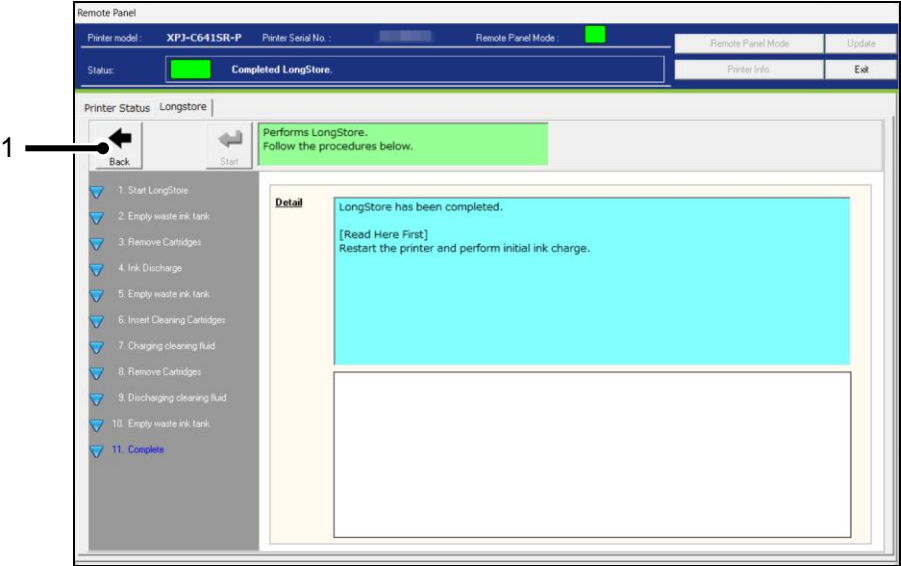 Remote Panel
Printer model : XPJ-C641SR-P Printer Serial No. : Remote Panel Mode :
Remote Panel Mode Update
Status: Completed LongStore.
Printer Info. Exit
Printer Status Longstore
1
Back
Start
Performs LongStore.
Follow the procedures below.
1. Start LongStore
2. Empty waste ink tank
3. Remove Cartridges
4. Ink Discharge
5. Empty waste ink tank
6. Insert Cleaning Cartridges
7. Charging cleaning fluid
8. Remove Cartridges
9. Discharging cleaning fluid
10. Empty waste ink tank
11. Complete
Detail
LongStore has been completed.
[Read Here First]
Restart the printer and perform initial ink charge.